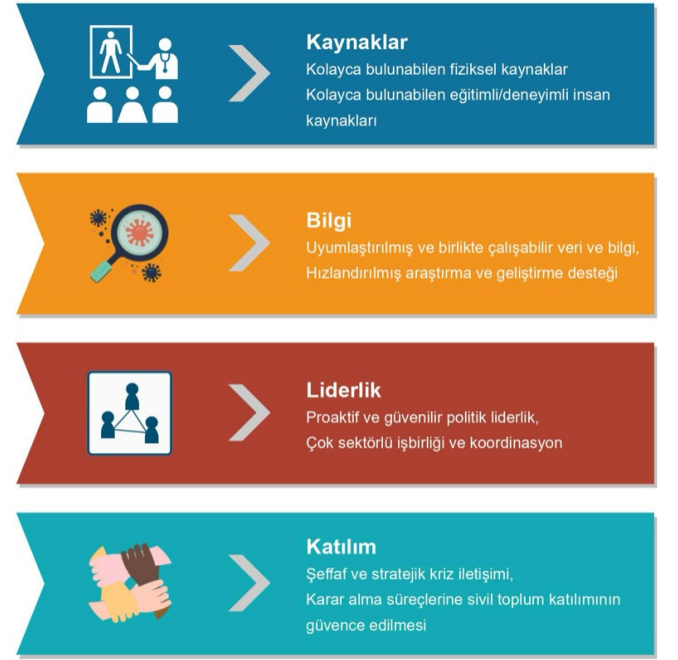 Kaynaklar
Kolayca bulunabilen fiziksel kaynaklar
Kolayca bulunabilen eğitimli/deneyimli insan
kaynakları
Bilgi
Uyumlaştırılmış ve birlikte çalışabilir veri ve bilgi,
Hızlandırılmış araştırma ve geliştirme desteği
Liderlik
Proaktif ve güvenilir politik liderlik,
Çok sektörlü işbirliği ve koordinasyon
Katılım
Şeffaf ve stratejik kriz iletişimi,
Karar alma süreçlerine sivil toplum katılımının
güvence edilmesi